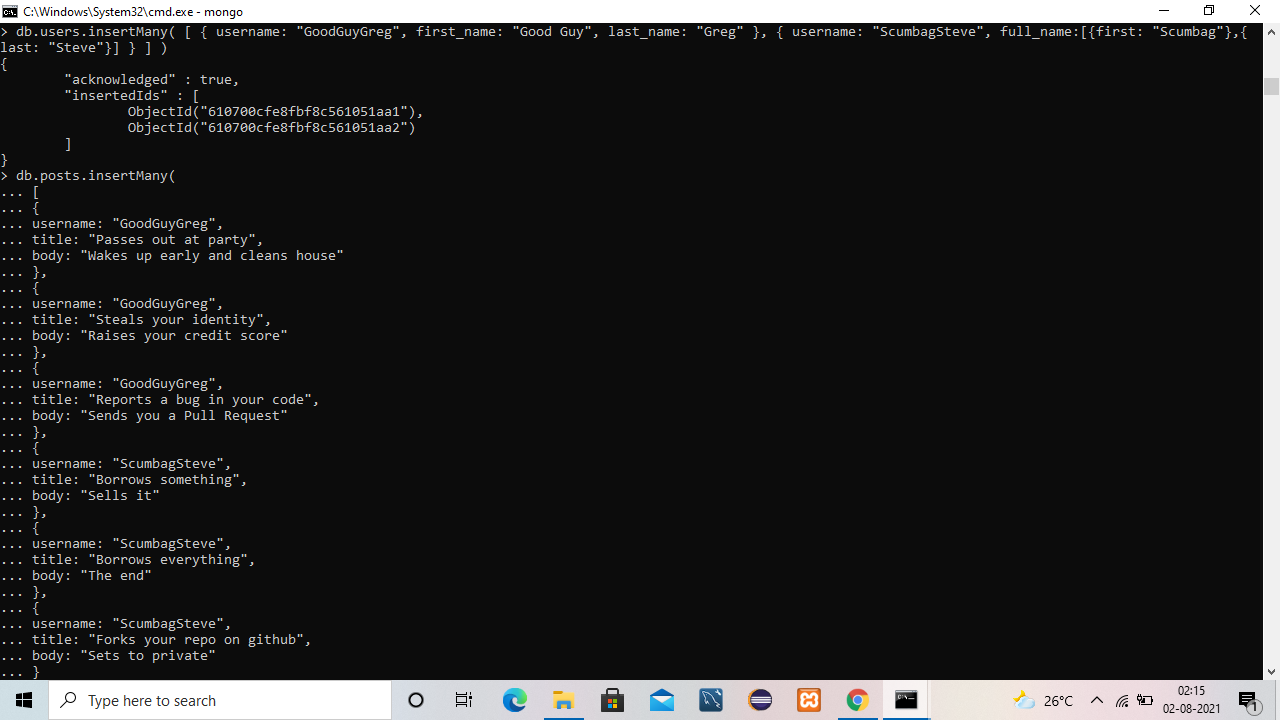 C:\Windows\System32\cmd.exe - mongo
> db.users.insertMany( [ { username: "GoodGuyGreg", first_name: "Good Guy", last_name: "Greg" }, { username: "ScumbagSteve", full_name:[{first: "Scumbag"},{
last: "Steve"}] } ] )
{
        "acknowledged" : true,
        "insertedIds" : [
                ObjectId("610700cfe8fbf8c561051aa1"),
                ObjectId("610700cfe8fbf8c561051aa2")
        ]
}
> db.posts.insertMany(
... [
... {
... username: "GoodGuyGreg",
... title: "Passes out at party",
... body: "Wakes up early and cleans house"
... },
... {
... username: "GoodGuyGreg",
... title: "Steals your identity",
... body: "Raises your credit score"
... },
... {
... username: "GoodGuyGreg",
... title: "Reports a bug in your code",
... body: "Sends you a Pull Request"
... },
... {
... username: "ScumbagSteve",
... title: "Borrows something",
... body: "Sells it"
... },
... {
... username: "ScumbagSteve",
... title: "Borrows everything",
... body: "The end"
... },
... {
... username: "ScumbagSteve",
... title: "Forks your repo on github",
... body: "Sets to private"
... }
Type here to search
26°C
02:15
02-08-2021
1